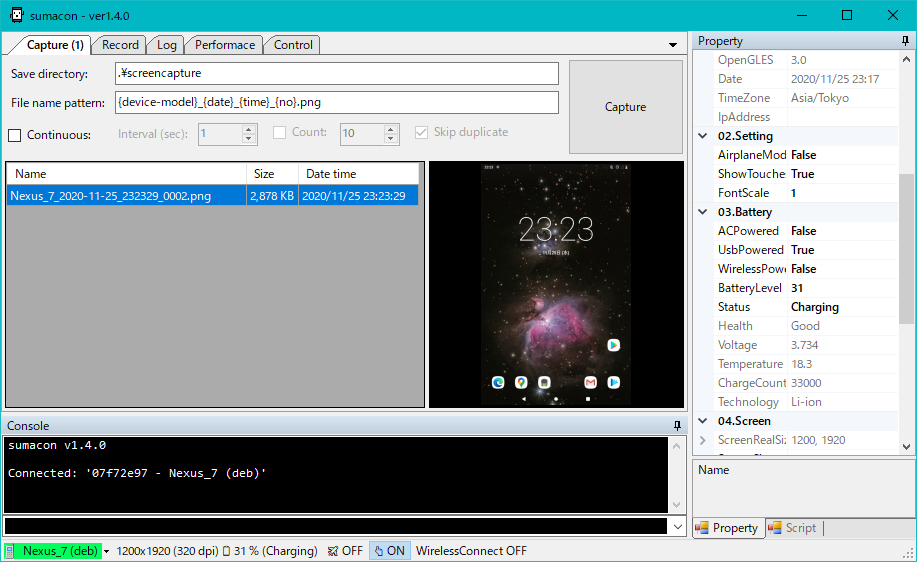 sumacon - ver1.4.0
Capture (1)
Record
Log
Performace
Control
Save directory:
.¥screencapture
File name pattern:
{device-model}_{date}_{time}_{no}.png
Capture
Continuous:
Interval (sec):
1
Count:
10
Skip duplicate
Name
Size
Date time
Nexus_7_2020-11-25_232329_0002.png
2,878 KB
2020/11/25 23:23:29
23:23
Console
sumacon v1.4.0
Connected: '07f72e97 - Nexus_7 (deb)'
Property
OpenGLES 3.0
Date 2020/11/25 23:17
TimeZone Asia/Tokyo
IpAddress
02.Setting
AirplaneMod False
ShowTouche True
FontScale 1
03.Battery
ACPowered False
UsbPowered True
WirelessPow False
BatteryLevel 31
Status Charging
Health Good
Voltage 3.734
Temperature 18.3
ChargeCount 33000
Technology Li-ion
04.Screen
ScreenRealSiz 1200, 1920
Name
Property
Script
Nexus_7 (deb)
1200x1920 (320 dpi)
31 % (Charging)
OFF
ON
WirelessConnect OFF